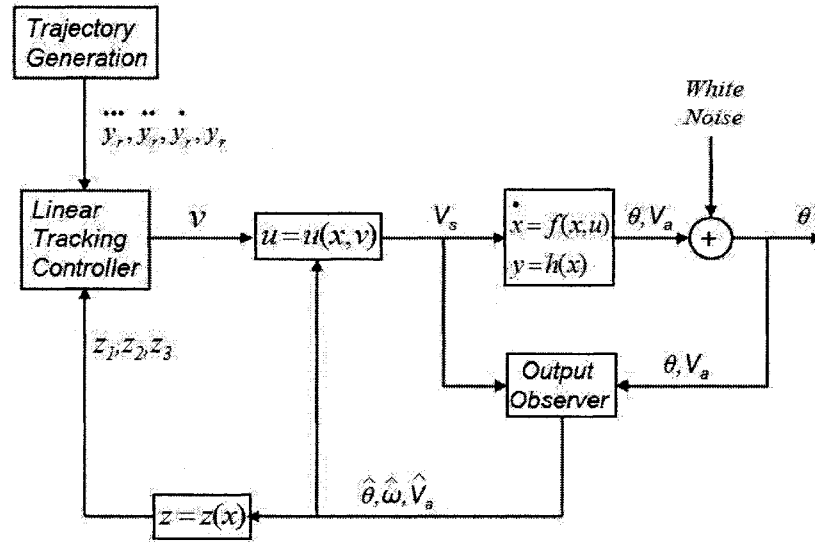 Trajectory
Generation
y⃛ᵣ, ÿᵣ, ẏᵣ, yᵣ
White
Noise
Linear
Tracking
Controller
v
u = u(x,v)
Vₛ
ẋ = f(x,u)
y = h(x)
θ, Vₐ
+
θ
z₁, z₂, z₃
Output
Observer
θ, Vₐ
θ̂, ω̂, V̂ₐ
z = z(x)